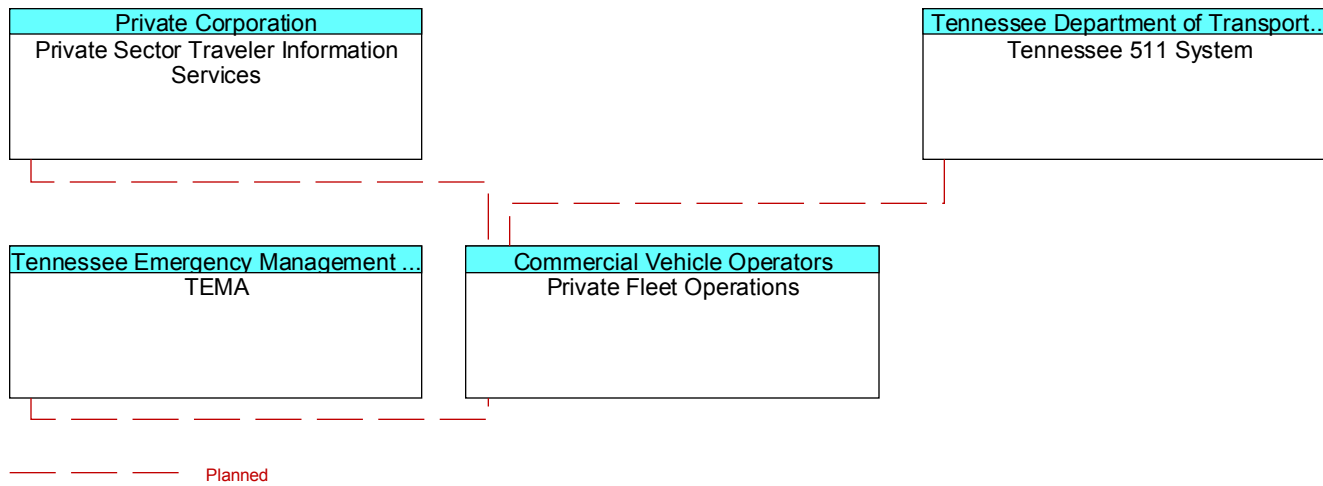 Private Corporation
Private Sector Traveler Information
Services
Tennessee Department of Transport...
Tennessee 511 System
Tennessee Emergency Management ...
TEMA
Commercial Vehicle Operators
Private Fleet Operations
Planned